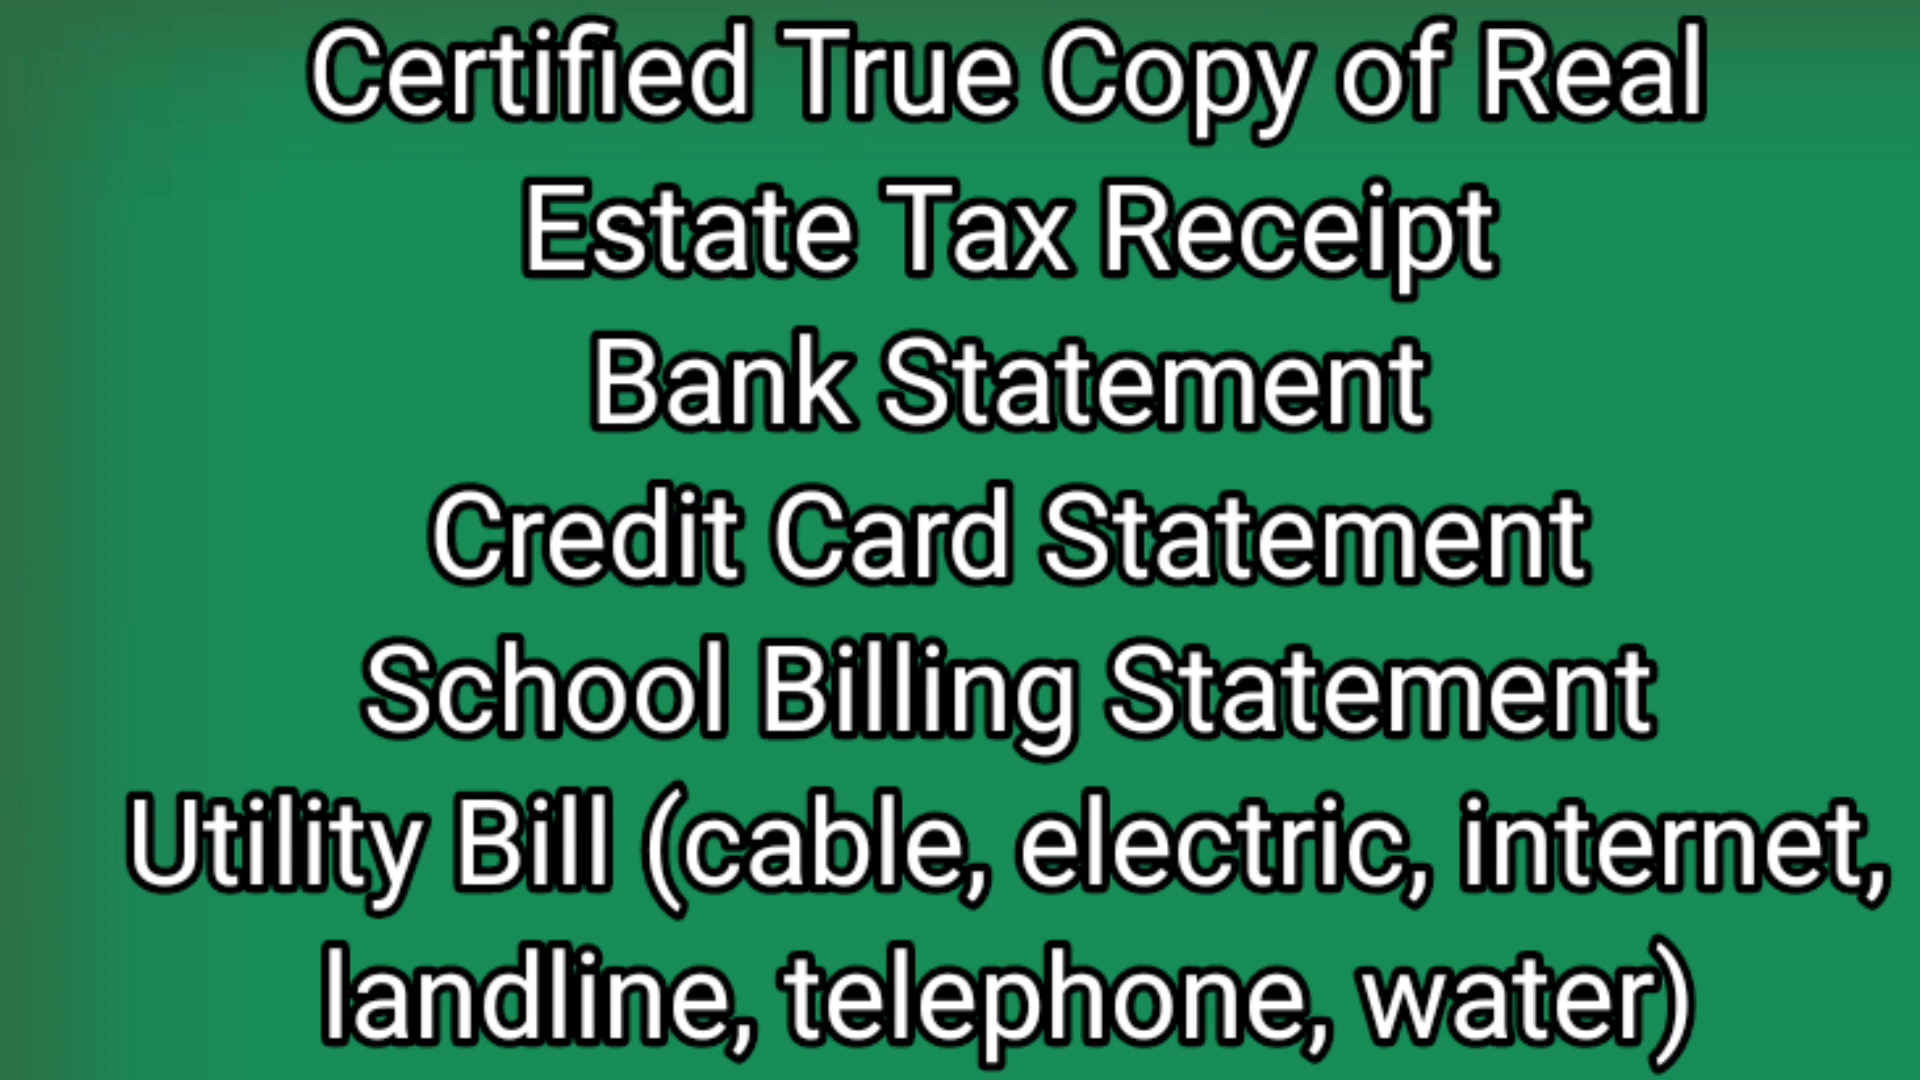 Certified True Copy of Real
Estate Tax Receipt
Bank Statement
Credit Card Statement
School Billing Statement
Utility Bill (cable, electric, internet,
landline, telephone, water)